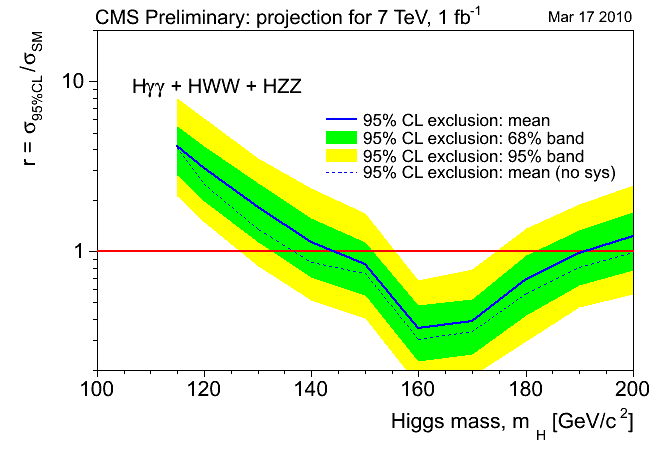 CMS Preliminary: projection for 7 TeV, 1 fb⁻¹
Mar 17 2010
r = σ95%CL/σSM
10
1
Hγγ + HWW + HZZ
95% CL exclusion: mean
95% CL exclusion: 68% band
95% CL exclusion: 95% band
95% CL exclusion: mean (no sys)
100 120 140 160 180 200
Higgs mass, m H [GeV/c²]